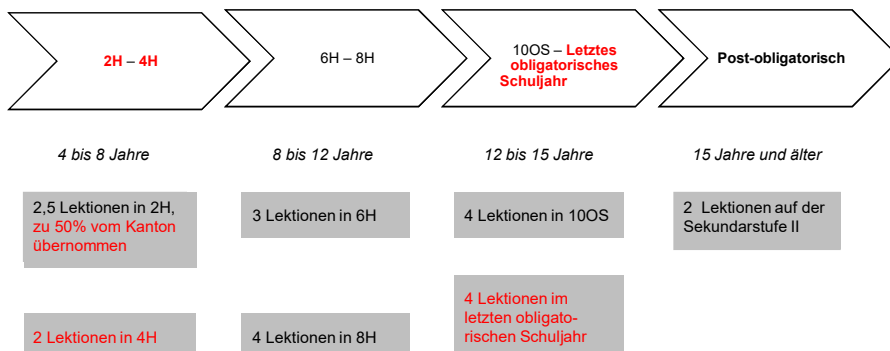 2H – 4H
6H – 8H
10OS – Letztes
obligatorisches
Schuljahr
Post-obligatorisch
4 bis 8 Jahre
8 bis 12 Jahre
12 bis 15 Jahre
15 Jahre und älter
2,5 Lektionen in 2H,
zu 50% vom Kanton
übernommen
3 Lektionen in 6H
4 Lektionen in 10OS
2 Lektionen auf der
Sekundarstufe II
2 Lektionen in 4H
4 Lektionen in 8H
4 Lektionen im
letzten obligato-
rischen Schuljahr